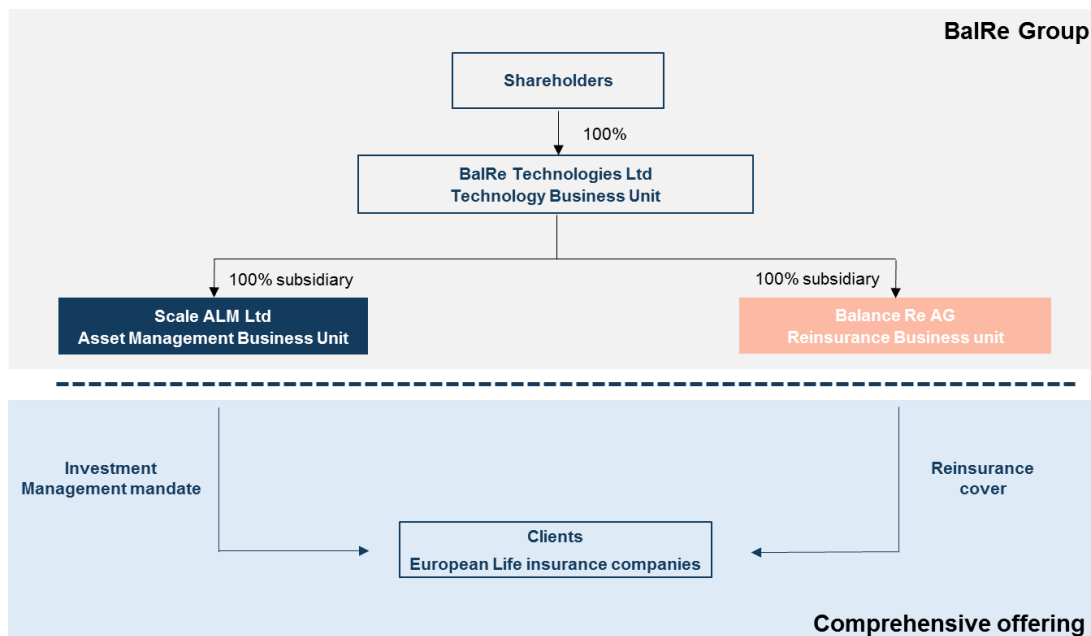 BalRe Group
Shareholders
100%
BalRe Technologies Ltd
Technology Business Unit
100% subsidiary
100% subsidiary
Scale ALM Ltd
Asset Management Business Unit
Balance Re AG
Reinsurance Business unit
Investment
Management mandate
Reinsurance
cover
Clients
European Life insurance companies
Comprehensive offering